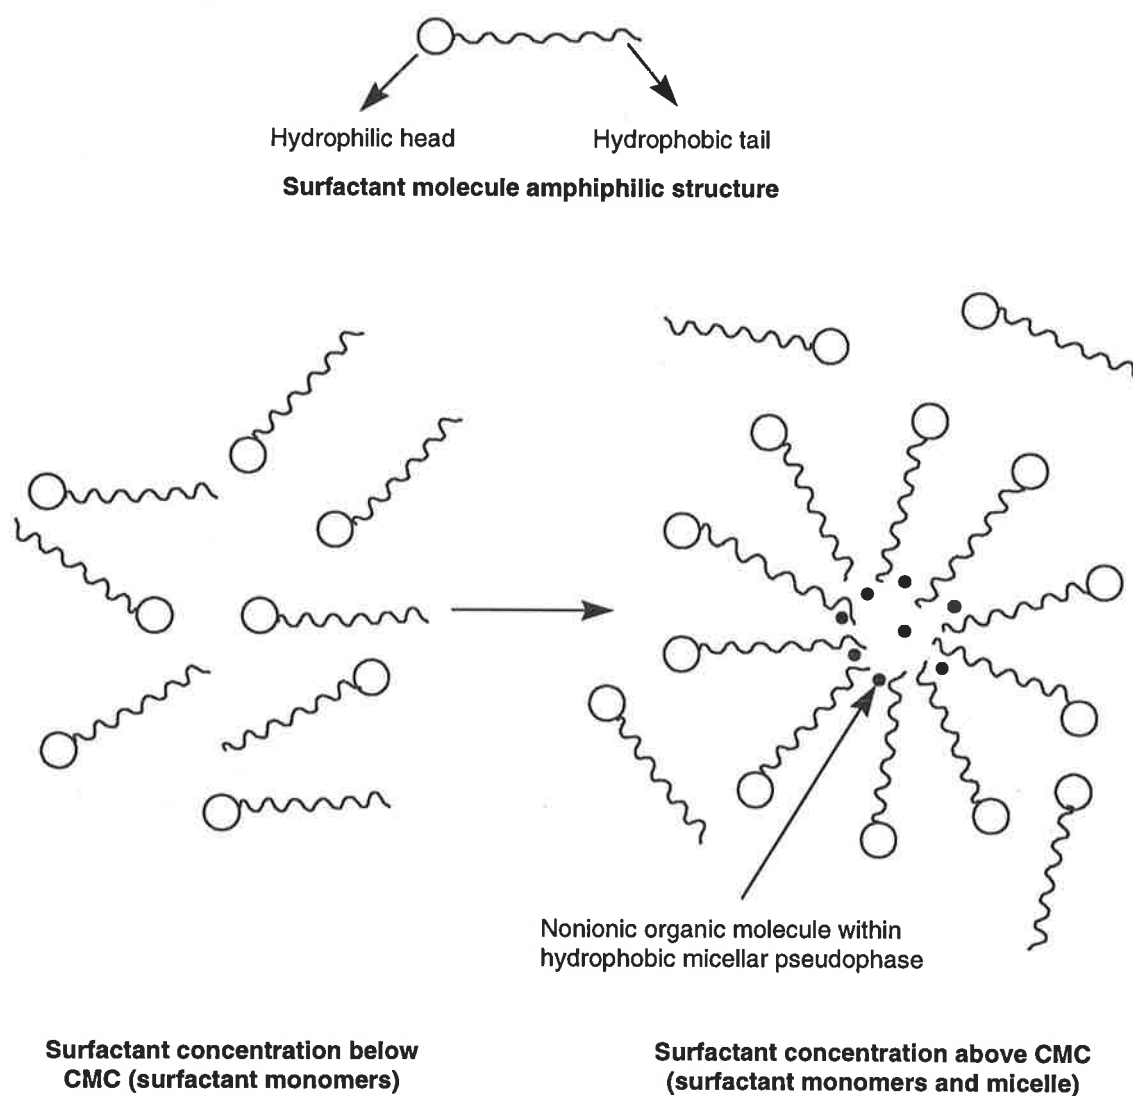 Hydrophilic head
Hydrophobic tail
Surfactant molecule amphiphilic structure
Nonionic organic molecule within
hydrophobic micellar pseudophase
Surfactant concentration below
CMC (surfactant monomers)
Surfactant concentration above CMC
(surfactant monomers and micelle)